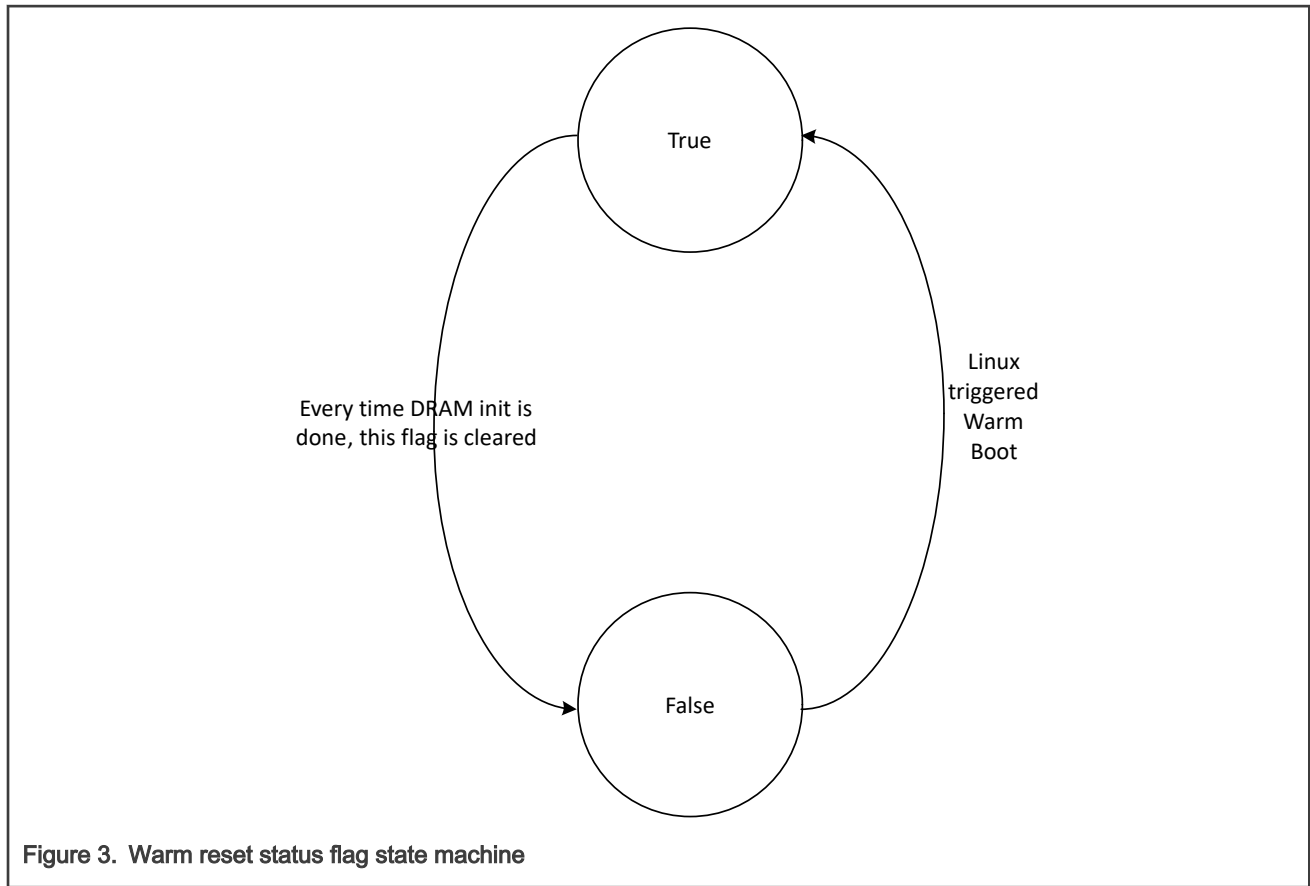 True
Every time DRAM init is
done, this flag is cleared
Linux
triggered
Warm
Boot
False
Figure 3. Warm reset status flag state machine